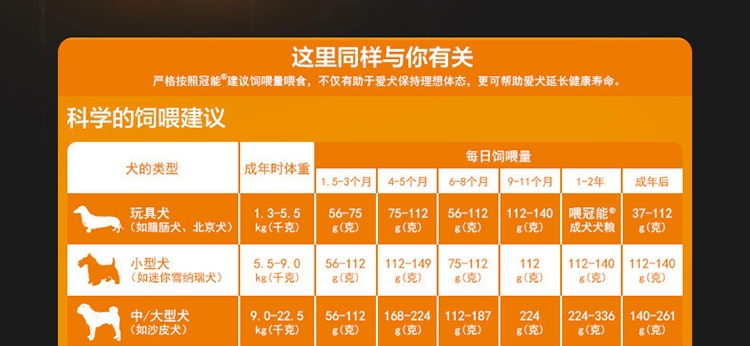 这里同样与你有关
严格按照冠能®建议饲喂量喂食，不仅有助于爱犬保持理想体态，更可帮助爱犬延长健康寿命。
科学的饲喂建议
犬的类型 成年时体重 每日饲喂量
1.5-3个月 4-5个月 6-8个月 9-11个月 1-2年 成年后
玩具犬 1.3-5.5 56-75 75-112 56-112 112-140 喂冠能® 37-112
(如腊肠犬、北京犬) kg(千克) g(克) g(克) g(克) g(克) 成犬犬粮 g(克)
小型犬 5.5-9.0 56-112 112-149 75-112 112 112-140 112-140
(如迷你雪纳瑞犬) kg(千克) g(克) g(克) g(克) g(克) g(克) g(克)
中/大型犬 9.0-22.5 56-112 168-224 112-187 224 224-336 140-261
(如沙皮犬) kg(千克) g(克) g(克) g(克) g(克) g(克) g(克)